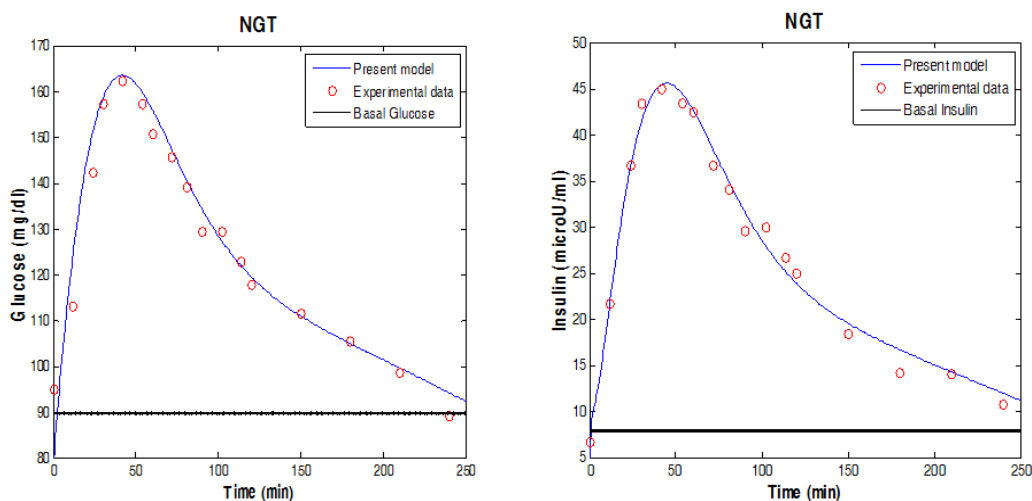 NGT
170
160
150
140
130
120
110
100
90
80
Glucose (mg/dl)
Present model
Experimental data
Basal Glucose
0
50
100
150
200
250
Time (min)
NGT
50
45
40
35
30
25
20
15
10
5
Insulin (microU/ml)
Present model
Experimental data
Basal Insulin
0
50
100
150
200
250
Time (min)